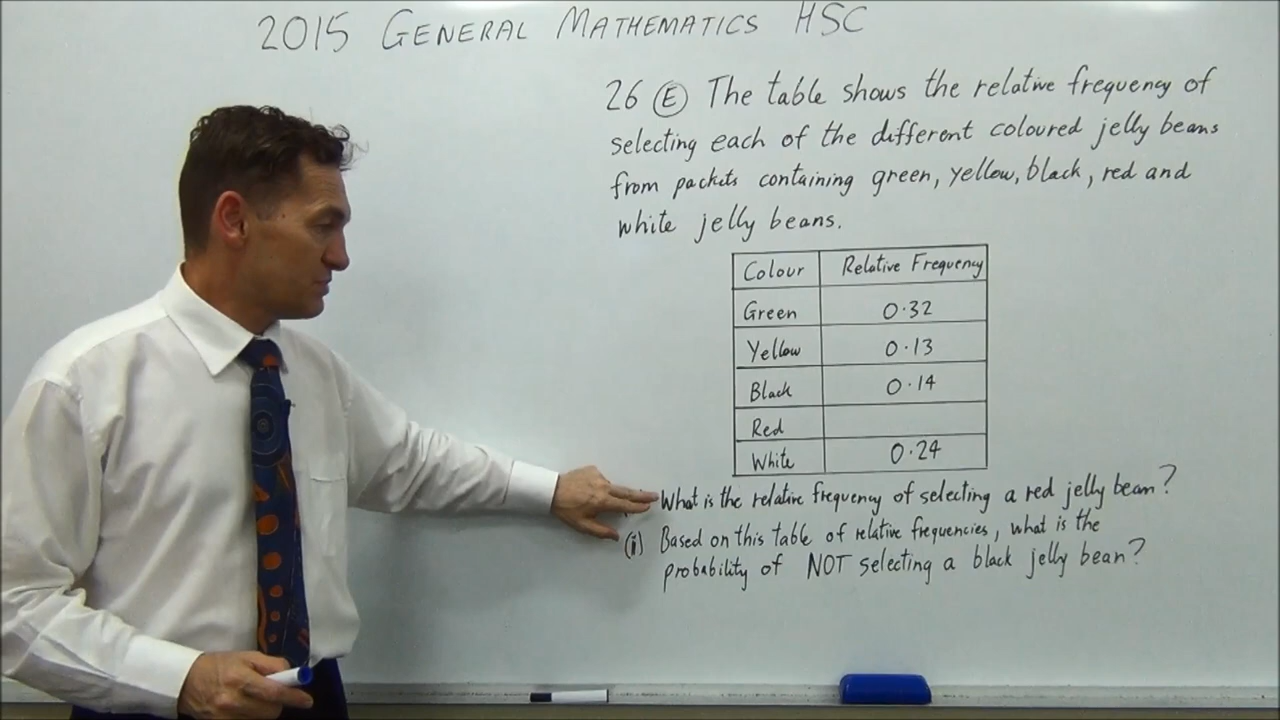 2015 GENERAL MATHEMATICS HSC
26 (E) The table shows the relative frequency of
selecting each of the different coloured jelly beans
from packets containing green, yellow, black, red and
white jelly beans.
Colour Relative Frequency
Green 0.32
Yellow 0.13
Black 0.14
Red
White 0.24
What is the relative frequency of selecting a red jelly bean?
(ii) Based on this table of relative frequencies, what is the
probability of NOT selecting a black jelly bean?